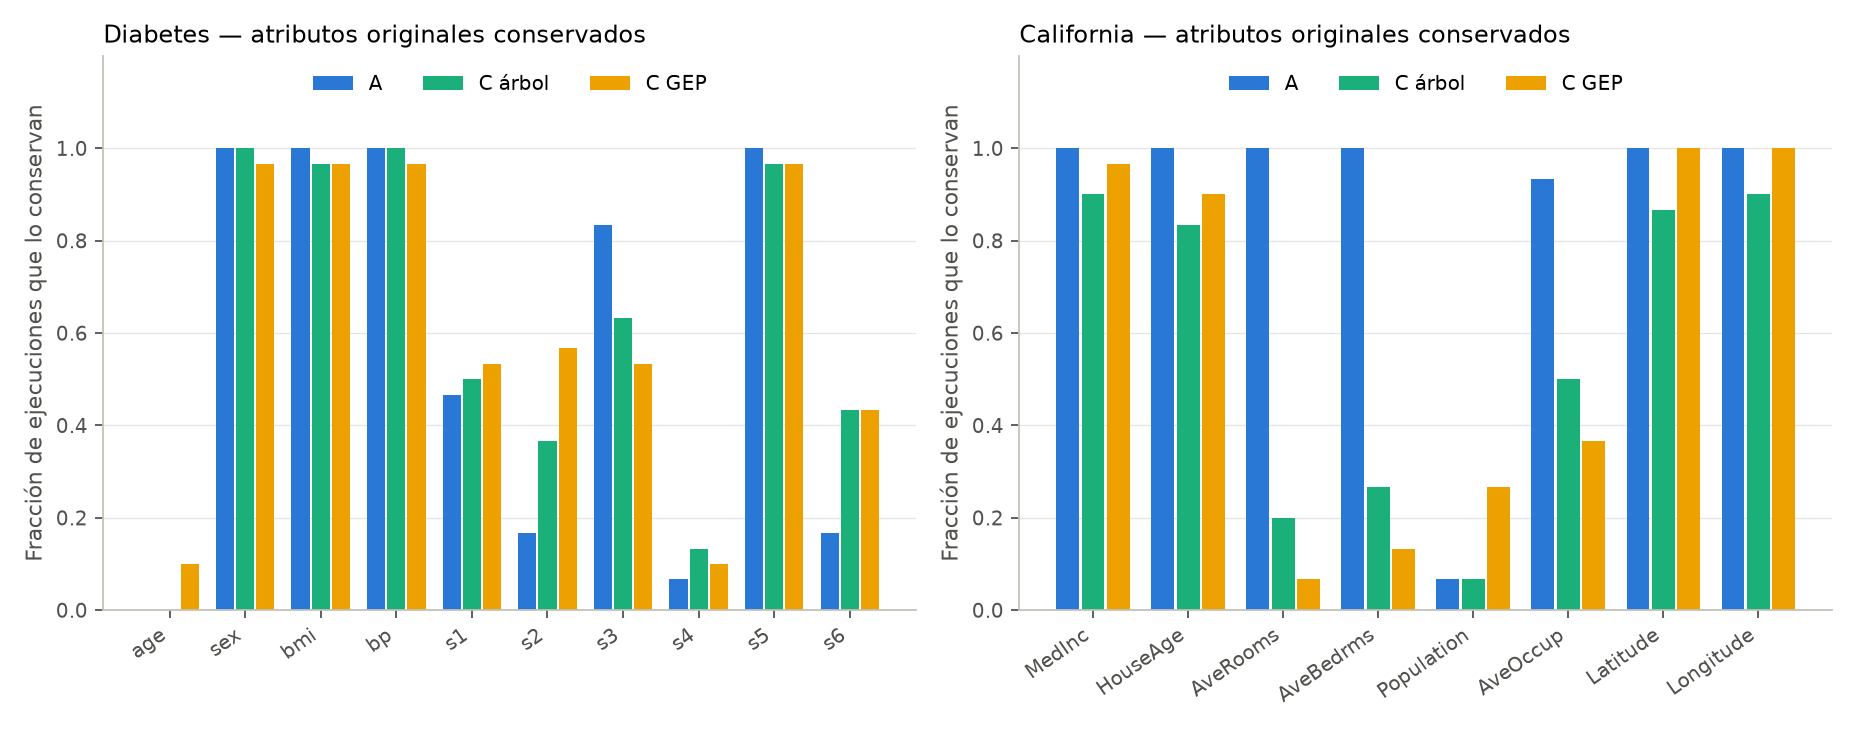 Diabetes — atributos originales conservados
A
C árbol
C GEP
Fracción de ejecuciones que lo conservan
1.0
0.8
0.6
0.4
0.2
0.0
age
sex
bmi
bp
s1
s2
s3
s4
s5
s6
California — atributos originales conservados
A
C árbol
C GEP
Fracción de ejecuciones que lo conservan
1.0
0.8
0.6
0.4
0.2
0.0
MedInc
HouseAge
AveRooms
AveBedrms
Population
AveOccup
Latitude
Longitude